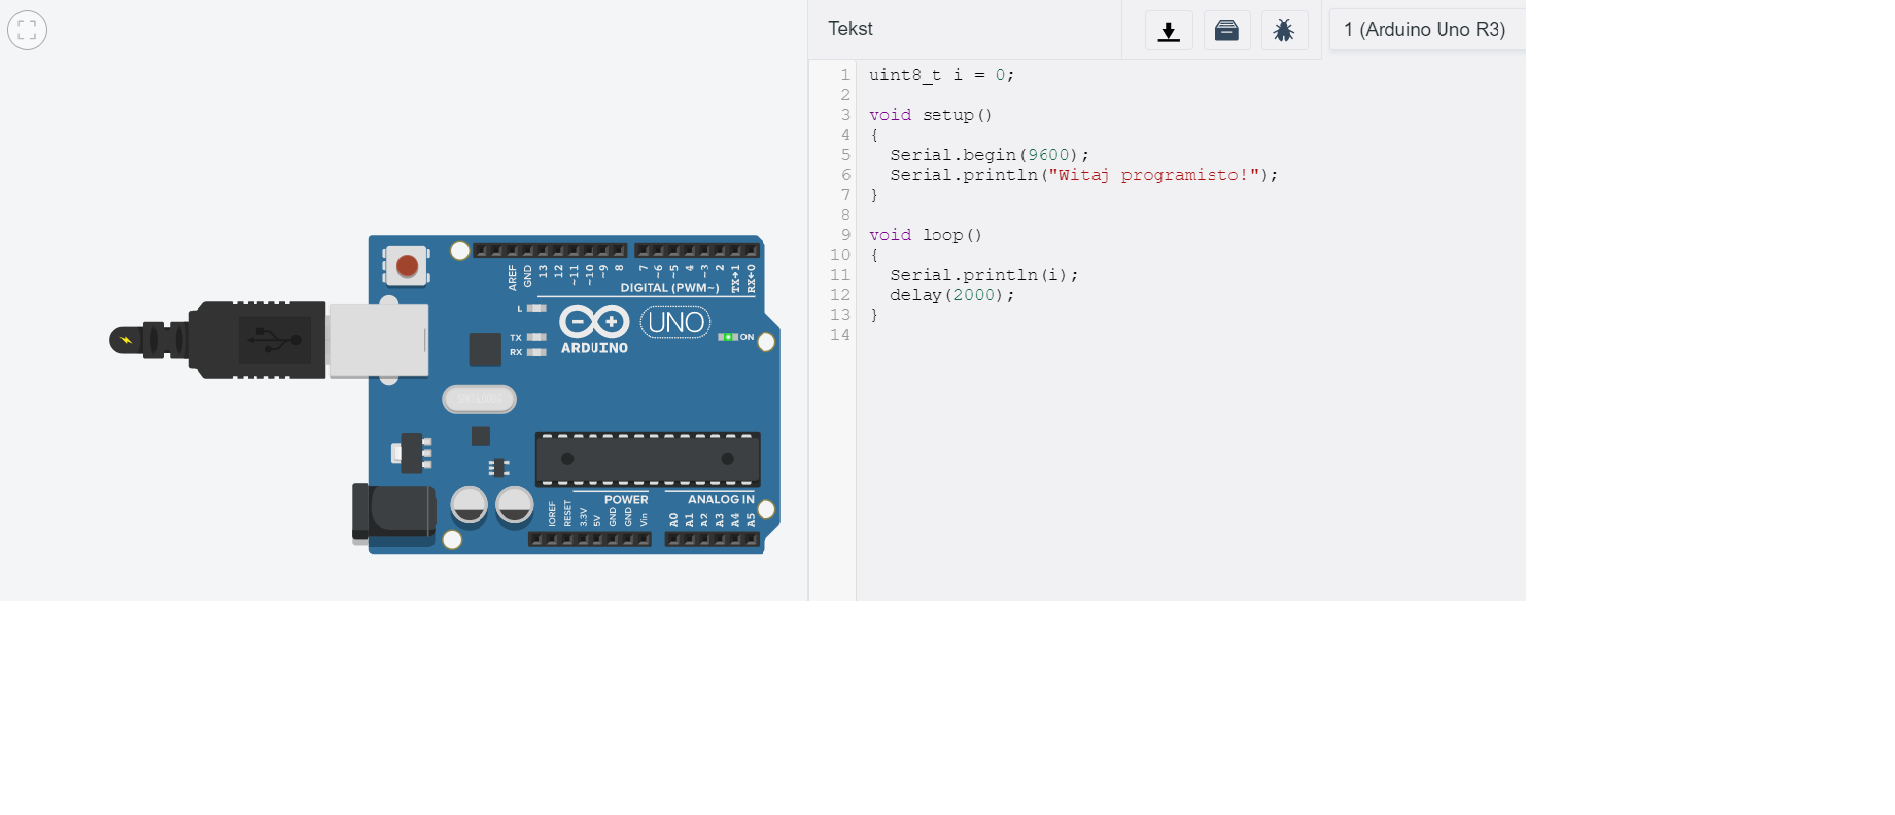 Tekst
1 (Arduino Uno R3)
1 uint8_t i = 0;
2
3 void setup()
4 {
5 Serial.begin(9600);
6 Serial.println("Witaj programisto!");
7 }
8
9 void loop()
10 {
11 Serial.println(i);
12 delay(2000);
13 }
14
AREF
GND
13
12
~11
~10
~9
8
7
~6
~5
4
~3
2
TX→1
RX←0
DIGITAL (PWM~)
L
TX
RX
ARDUINO
UNO
ON
POWER
ANALOG IN
IOREF
RESET
3.3V
5V
GND
GND
Vin
A0
A1
A2
A3
A4
A5